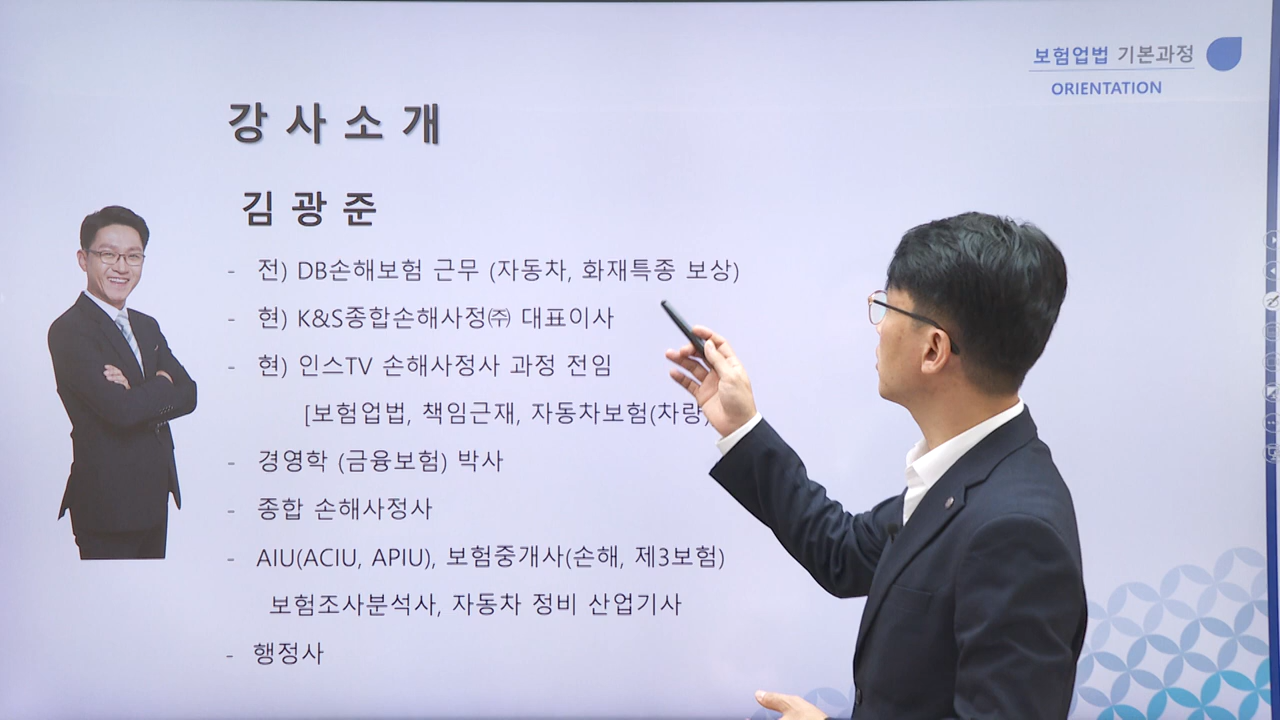 보험업법 기본과정
ORIENTATION
강 사 소 개
김 광 준
- 전) DB손해보험 근무 (자동차, 화재특종 보상)
- 현) K&S종합손해사정㈜ 대표이사
- 현) 인스TV 손해사정사 과정 전임
[보험업법, 책임근재, 자동차보험(차량)
- 경영학 (금융보험) 박사
- 종합 손해사정사
- AIU(ACIU, APIU), 보험중개사(손해, 제3보험)
보험조사분석사, 자동차 정비 산업기사
- 행정사